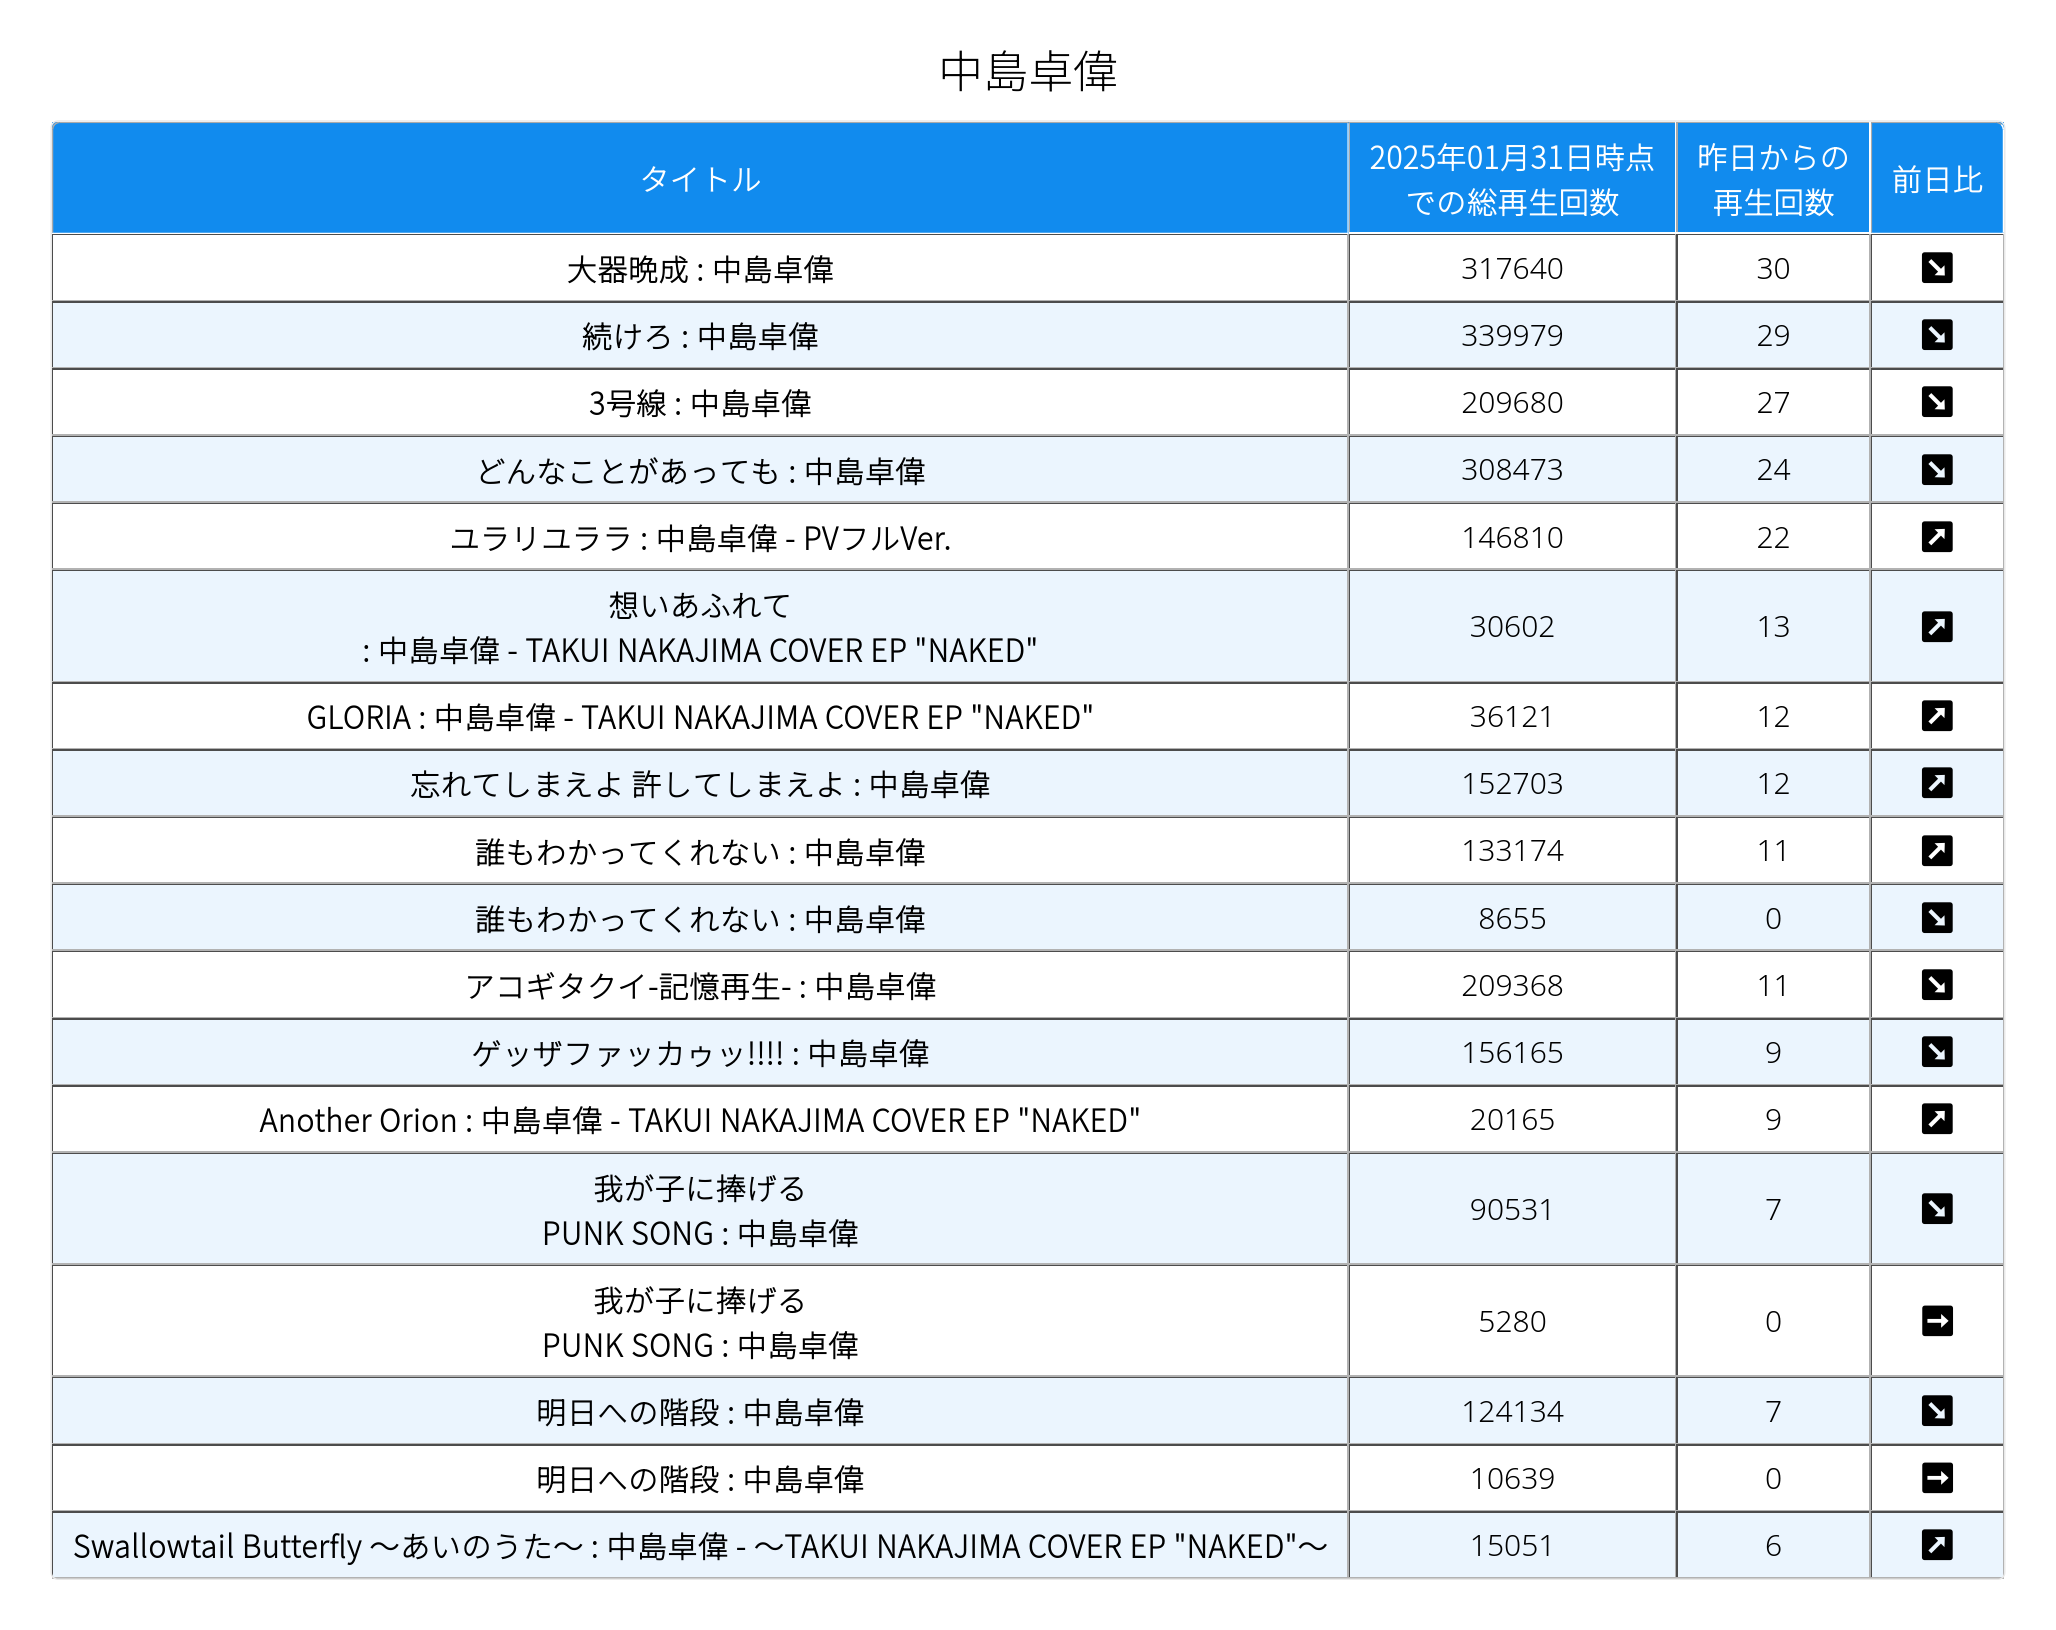 中島卓偉
タイトル
2025年01月31日時点
での総再生回数
昨日からの
再生回数
前日比
大器晩成 : 中島卓偉 317640 30
続けろ : 中島卓偉 339979 29
3号線 : 中島卓偉 209680 27
どんなことがあっても : 中島卓偉 308473 24
ユラリユララ : 中島卓偉 - PVフルVer. 146810 22
想いあふれて
: 中島卓偉 - TAKUI NAKAJIMA COVER EP "NAKED" 30602 13
GLORIA : 中島卓偉 - TAKUI NAKAJIMA COVER EP "NAKED" 36121 12
忘れてしまえよ 許してしまえよ : 中島卓偉 152703 12
誰もわかってくれない : 中島卓偉 133174 11
誰もわかってくれない : 中島卓偉 8655 0
アコギタクイ-記憶再生- : 中島卓偉 209368 11
ゲッザファッカゥッ!!!! : 中島卓偉 156165 9
Another Orion : 中島卓偉 - TAKUI NAKAJIMA COVER EP "NAKED" 20165 9
我が子に捧げる
PUNK SONG : 中島卓偉 90531 7
我が子に捧げる
PUNK SONG : 中島卓偉 5280 0
明日への階段 : 中島卓偉 124134 7
明日への階段 : 中島卓偉 10639 0
Swallowtail Butterfly ～あいのうた～ : 中島卓偉 - ～TAKUI NAKAJIMA COVER EP "NAKED"～ 15051 6